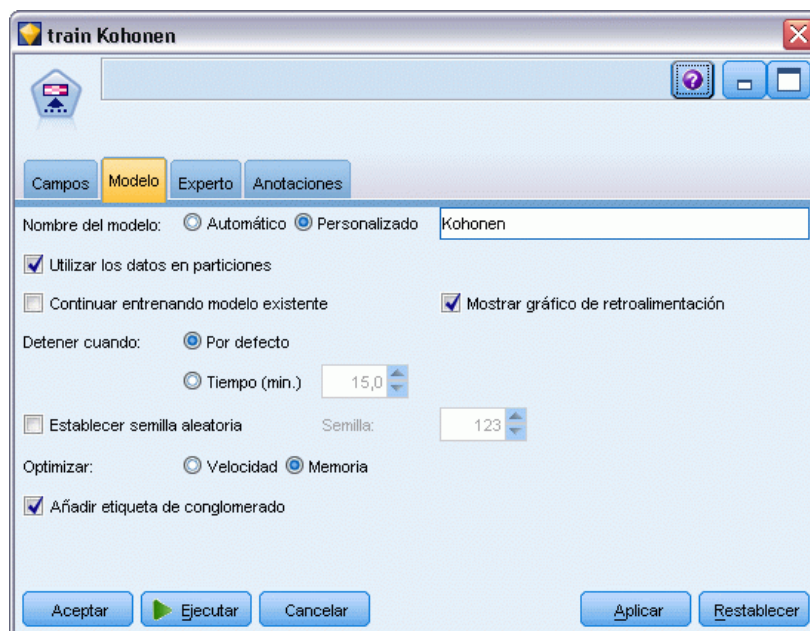 train Kohonen
Campos Modelo Experto Anotaciones
Nombre del modelo: Automático Personalizado Kohonen
Utilizar los datos en particiones
Continuar entrenando modelo existente Mostrar gráfico de retroalimentación
Detener cuando: Por defecto
Tiempo (min.) 15,0
Establecer semilla aleatoria Semilla: 123
Optimizar: Velocidad Memoria
Añadir etiqueta de conglomerado
Aceptar Ejecutar Cancelar Aplicar Restablecer